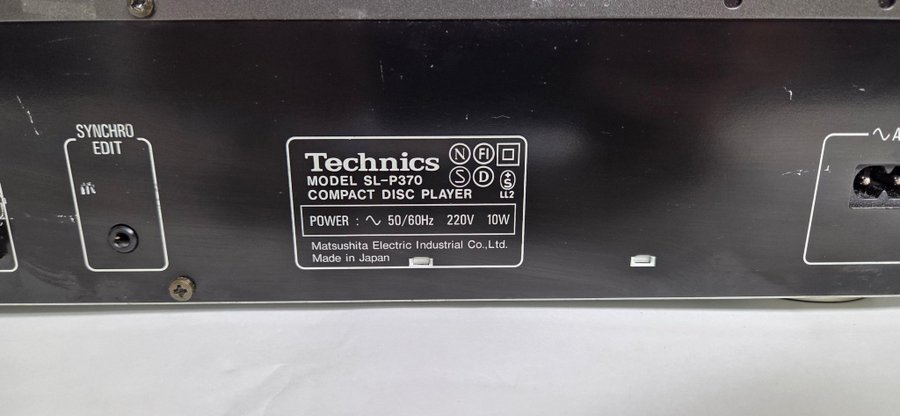 SYNCHRO
EDIT
Technics
N FI
MODEL SL-P370
S D
COMPACT DISC PLAYER
+S
LL2
POWER : ∿ 50/60Hz 220V 10W
Matsushita Electric Industrial Co.,Ltd.
Made in Japan